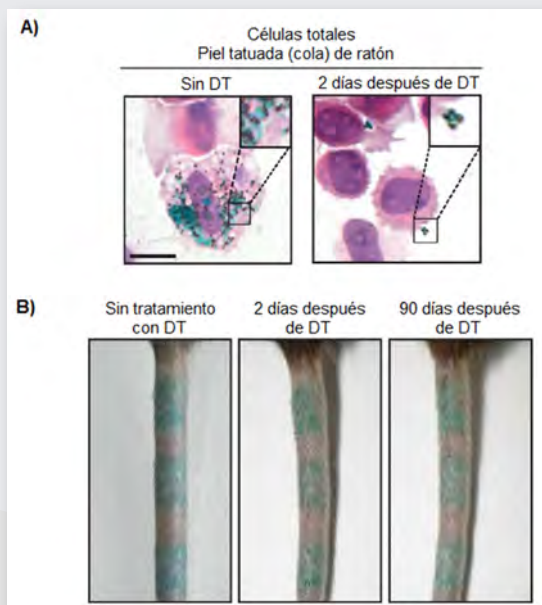 A)
Células totales
Piel tatuada (cola) de ratón
Sin DT
2 días después de DT
B)
Sin tratamiento
con DT
2 días después
de DT
90 días después
de DT